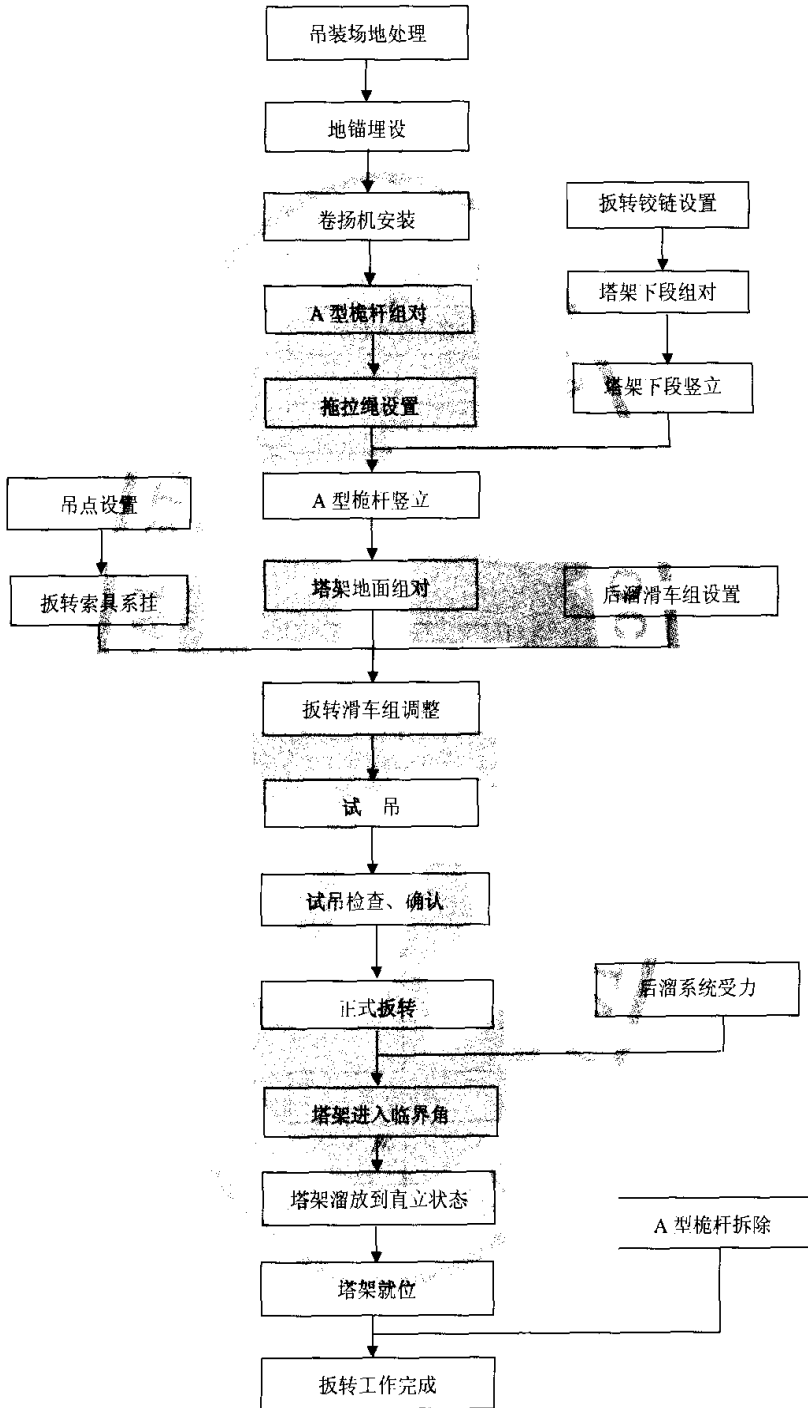 吊装场地处理
地锚埋设
卷扬机安装
扳转铰链设置
A 型桅杆组对
塔架下段组对
拖拉绳设置
塔架下段竖立
吊点设置
A 型桅杆竖立
扳转索具系挂
塔架地面组对
后溜滑车组设置
扳转滑车组调整
试 吊
试吊检查、确认
正式扳转
后溜系统受力
塔架进入临界角
塔架溜放到直立状态
A 型桅杆拆除
塔架就位
扳转工作完成